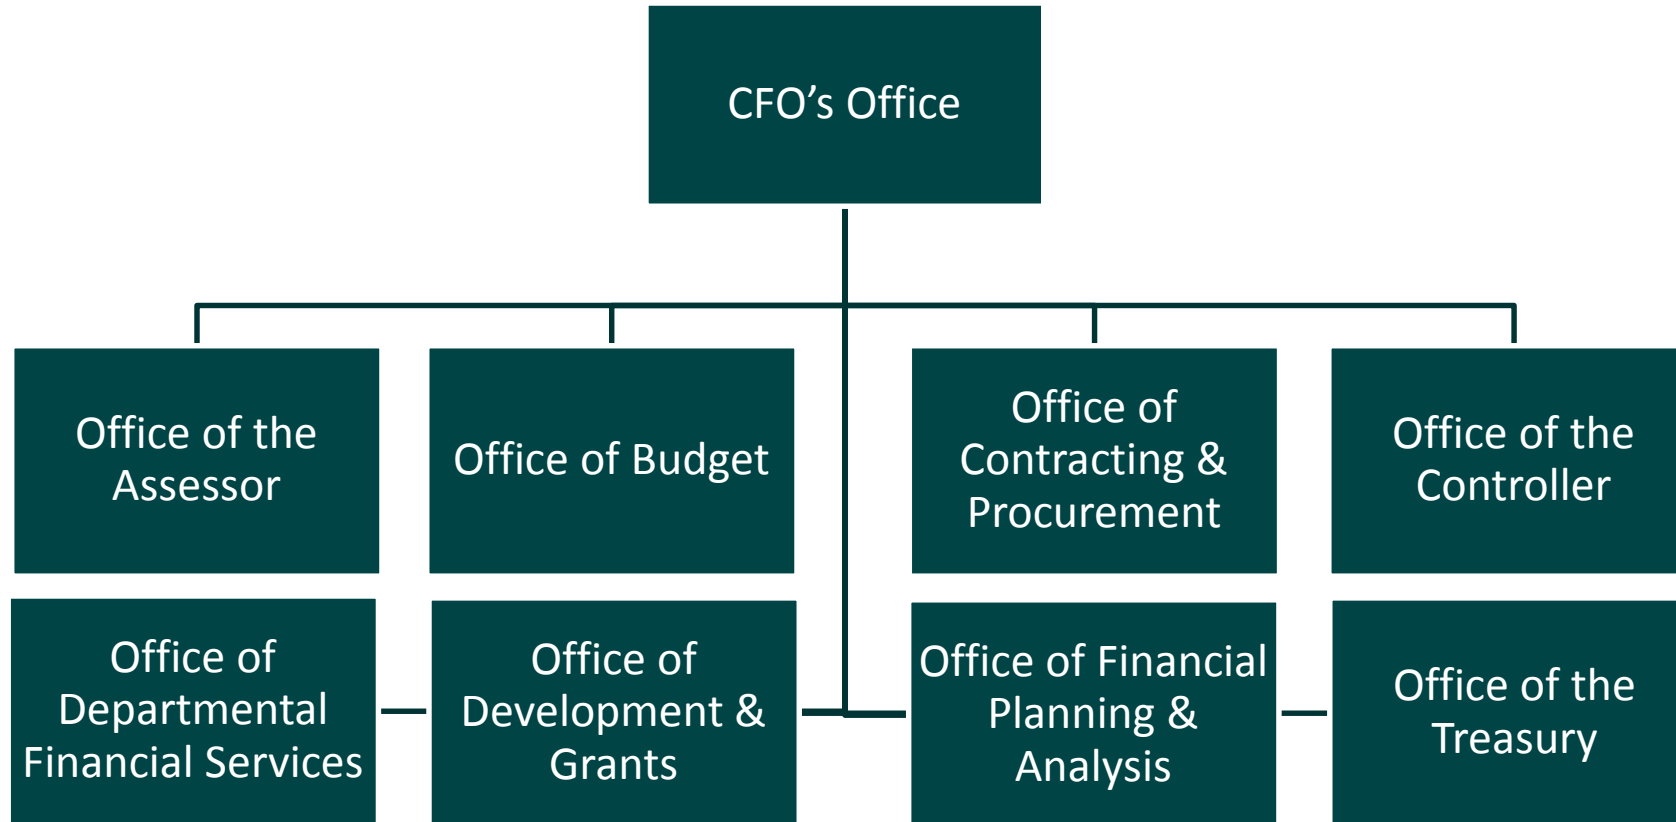 CFO’s Office
Office of the
Assessor
Office of Budget
Office of
Contracting &
Procurement
Office of the
Controller
Office of
Departmental
Financial Services
Office of
Development &
Grants
Office of Financial
Planning &
Analysis
Office of the
Treasury